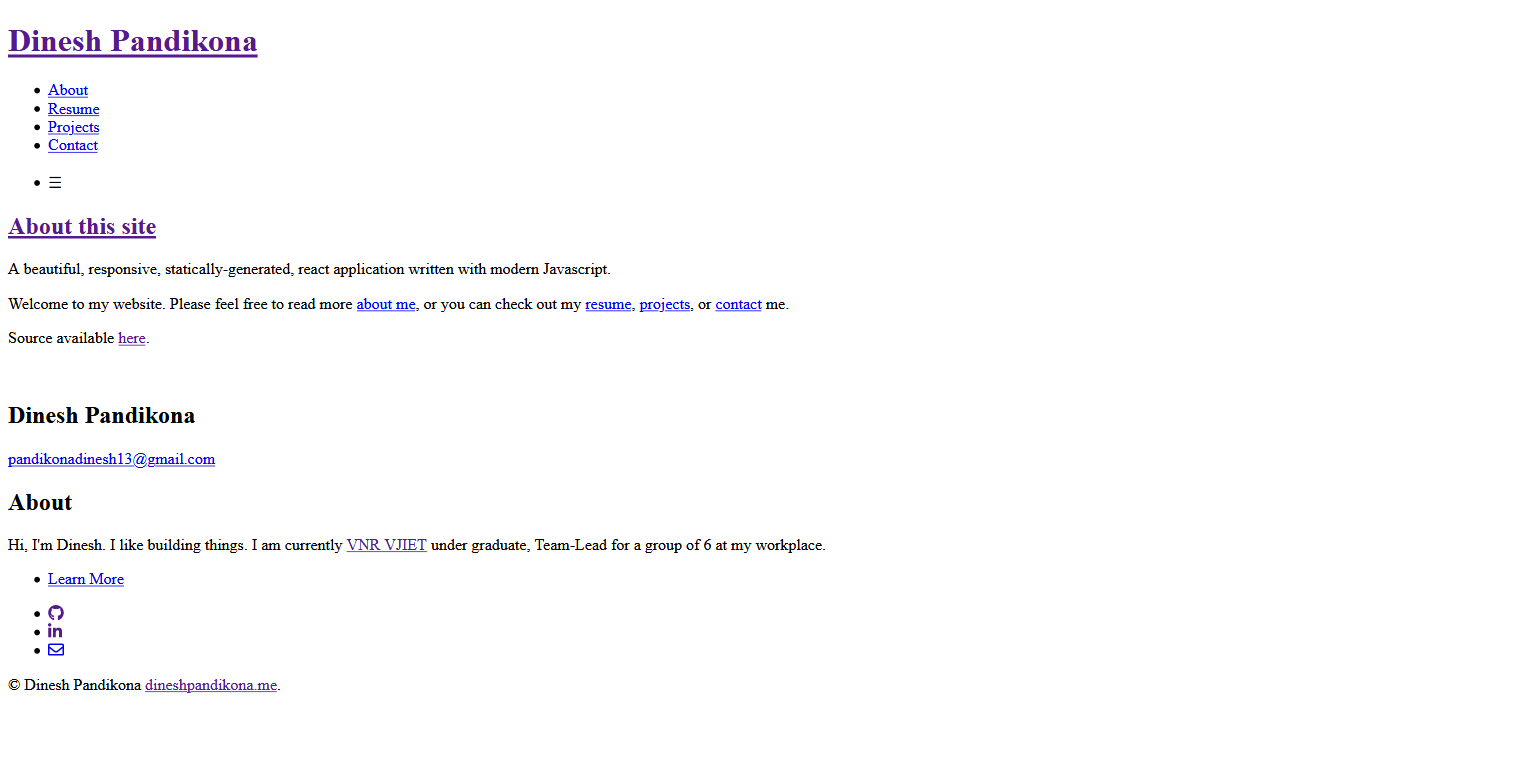 Dinesh Pandikona
About
Resume
Projects
Contact
☰
About this site
A beautiful, responsive, statically-generated, react application written with modern Javascript.
Welcome to my website. Please feel free to read more about me, or you can check out my resume, projects, or contact me.
Source available here.
Dinesh Pandikona
pandikonadinesh13@gmail.com
About
Hi, I'm Dinesh. I like building things. I am currently VNR VJIET under graduate, Team-Lead for a group of 6 at my workplace.
Learn More
© Dinesh Pandikona dineshpandikona.me.